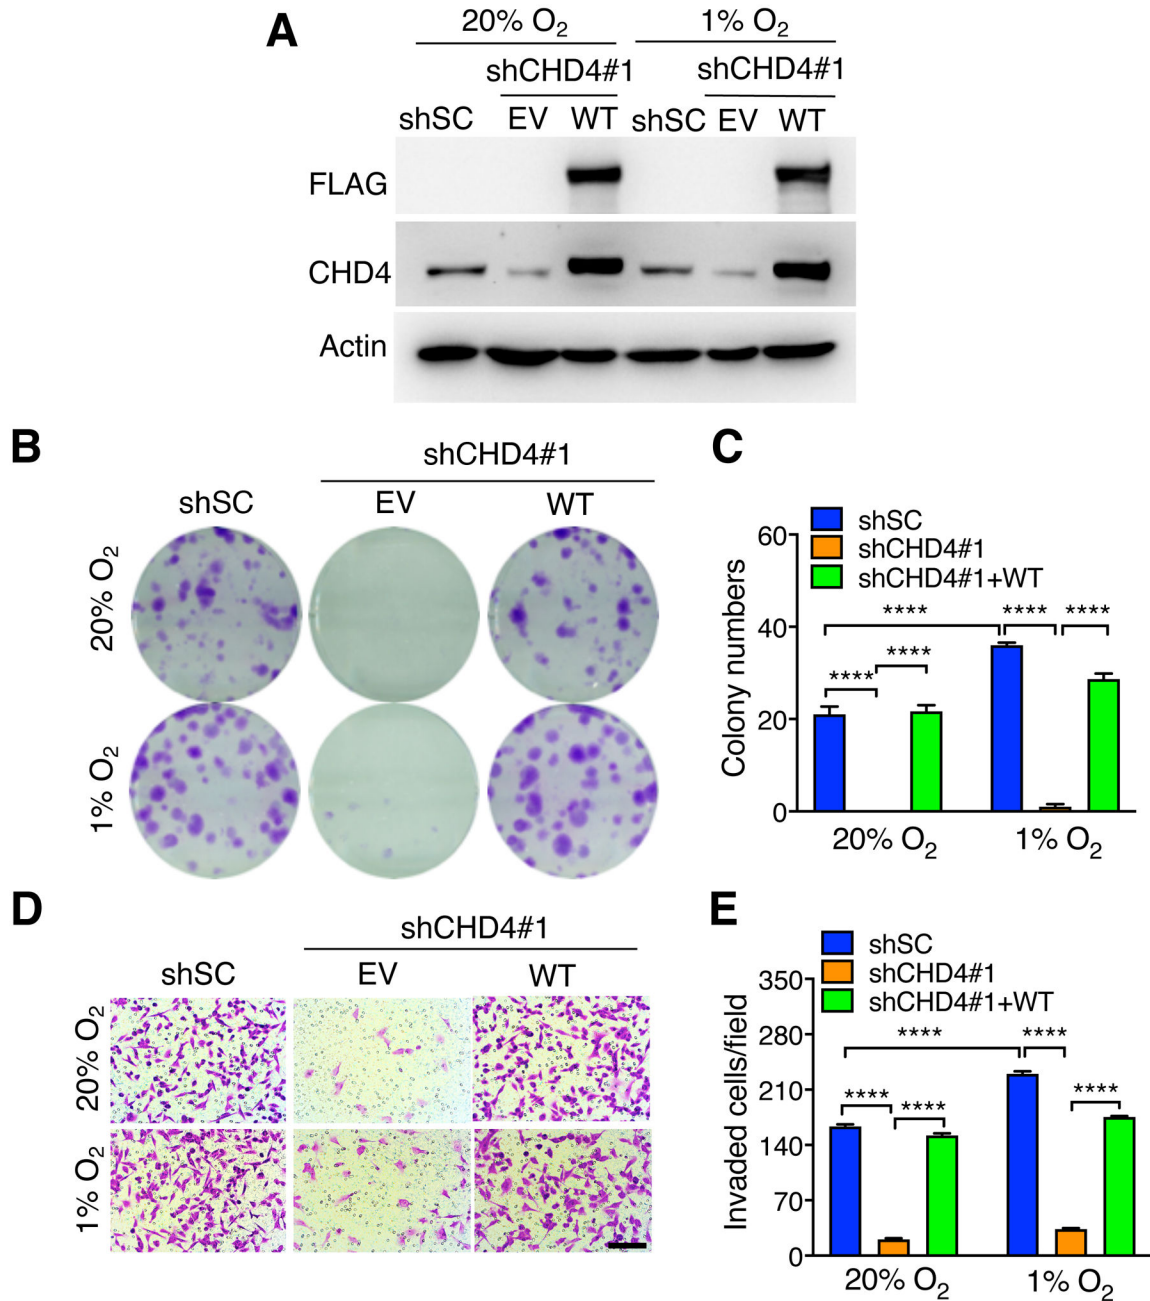 A
20% O2 1% O2
shCHD4#1 shCHD4#1
shSC EV WT shSC EV WT
FLAG
CHD4
Actin
B
shCHD4#1
shSC EV WT
20% O2
1% O2
C
shSC
shCHD4#1
shCHD4#1+WT
Colony numbers
60
40
20
0
**** **** ****
****
****
20% O2 1% O2
D
shCHD4#1
shSC EV WT
20% O2
1% O2
E
shSC
shCHD4#1
shCHD4#1+WT
Invaded cells/field
350
280
210
140
70
0
**** ****
**** **** ****
20% O2 1% O2